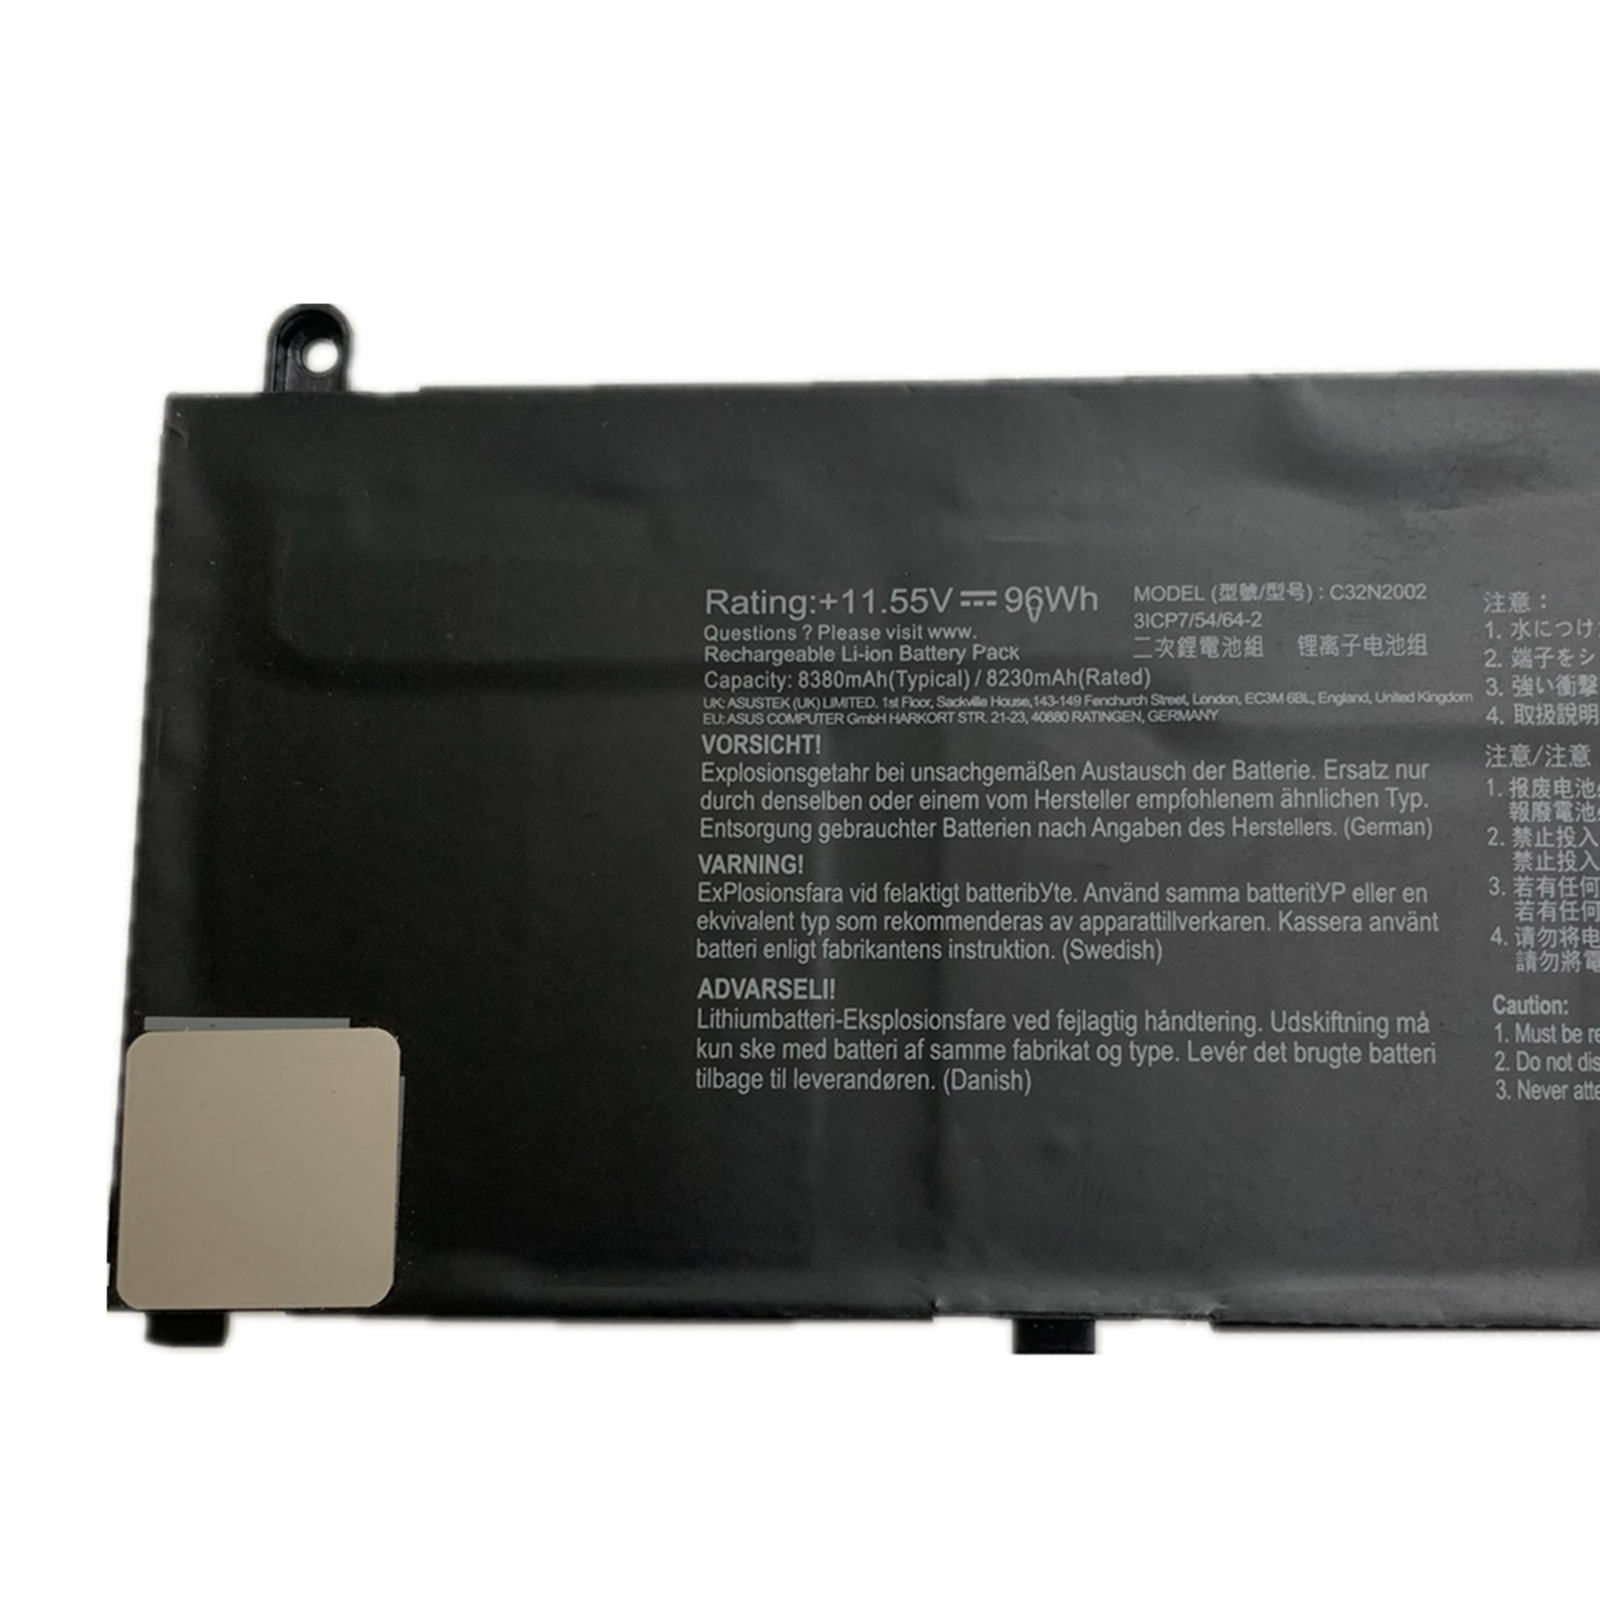 Rating:+11.55V 96Wh
Questions ? Please visit www.
Rechargeable Li-ion Battery Pack
Capacity: 8380mAh(Typical) / 8230mAh(Rated)
UK: ASUSTEK (UK) LIMITED. 1st Floor, Sackville House,143-149 Fenchurch Street, London, EC3M 6BL, England, United Kingdom
EU: ASUS COMPUTER GmbH HARKORT STR. 21-23, 40880 RATINGEN, GERMANY
MODEL (型號/型号) : C32N2002
3ICP7/54/64-2
二次鋰電池組 锂离子电池组
VORSICHT!
Explosionsgetahr bei unsachgemäßen Austausch der Batterie. Ersatz nur
durch denselben oder einem vom Hersteller empfohlenem ähnlichen Typ.
Entsorgung gebrauchter Batterien nach Angaben des Herstellers. (German)
VARNING!
ExPlosionsfara vid felaktigt batteribУte. Använd samma batteritУP eller en
ekvivalent typ som rekommenderas av apparattillverkaren. Kassera använt
batteri enligt fabrikantens instruktion. (Swedish)
ADVARSELI!
Lithiumbatteri-Eksplosionsfare ved fejlagtig håndtering. Udskiftning må
kun ske med batteri af samme fabrikat og type. Levér det brugte batteri
tilbage til leverandøren. (Danish)
注意：
1. 水につけ
2. 端子をシ
3. 強い衝撃
4. 取扱説明
注意/注意
1. 报废电池
報廢電池
2. 禁止投入
禁止投入
3. 若有任何
若有任何
4. 请勿将电
請勿將電
Caution:
1. Must be re
2. Do not dis
3. Never atte